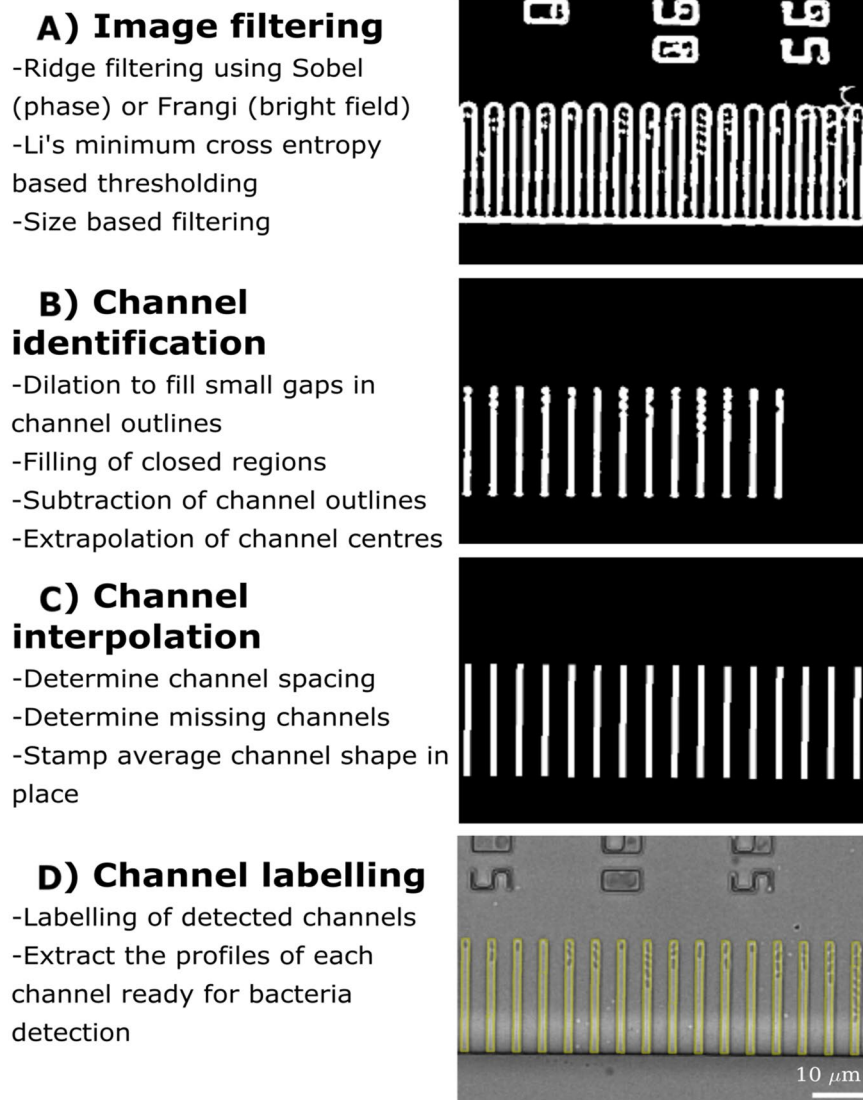 A) Image filtering
-Ridge filtering using Sobel
(phase) or Frangi (bright field)
-Li's minimum cross entropy
based thresholding
-Size based filtering
B) Channel
identification
-Dilation to fill small gaps in
channel outlines
-Filling of closed regions
-Subtraction of channel outlines
-Extrapolation of channel centres
C) Channel
interpolation
-Determine channel spacing
-Determine missing channels
-Stamp average channel shape in
place
D) Channel labelling
-Labelling of detected channels
-Extract the profiles of each
channel ready for bacteria
detection
10 μm